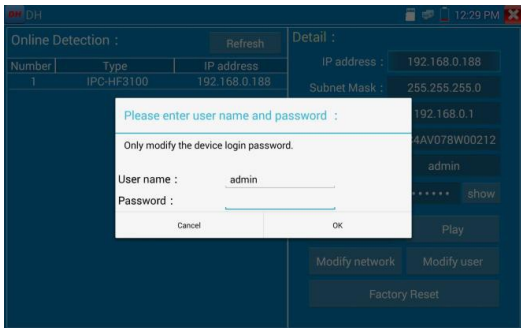 DH DH
12:29 PM
Online Detection :
Refresh
Number Type IP address
1 IPC-HF3100 192.168.0.188
Detail :
IP address : 192.168.0.188
Subnet Mask : 255.255.255.0
192.168.0.1
4AV078W00212
admin
•••••• show
Play
Modify network Modify user
Factory Reset
Please enter user name and password :
Only modify the device login password.
User name : admin
Password :
Cancel OK